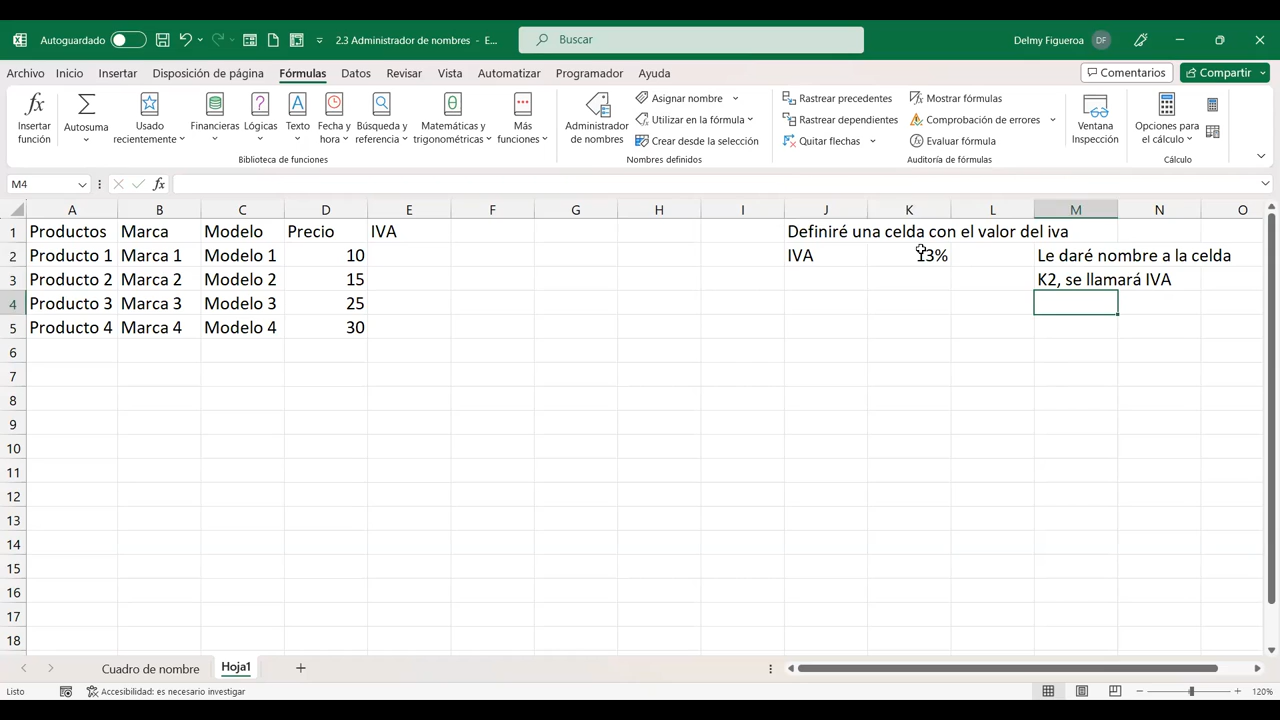 Autoguardado
2.3 Administrador de nombres - E...
Buscar
Delmy Figueroa DF
Archivo Inicio Insertar Disposición de página Fórmulas Datos Revisar Vista Automatizar Programador Ayuda
Comentarios Compartir
Insertar función
Autosuma
Usado recientemente
Financieras
Lógicas
Texto
Fecha y hora
Búsqueda y referencia
Matemáticas y trigonométricas
Más funciones
Biblioteca de funciones
Administrador de nombres
Asignar nombre
Utilizar en la fórmula
Crear desde la selección
Nombres definidos
Rastrear precedentes
Rastrear dependientes
Quitar flechas
Mostrar fórmulas
Comprobación de errores
Evaluar fórmula
Auditoría de fórmulas
Ventana Inspección
Opciones para el cálculo
Cálculo
M4 fx
A B C D E F G H I J K L M N O
1 Productos Marca Modelo Precio IVA Definiré una celda con el valor del iva
2 Producto 1 Marca 1 Modelo 1 10 IVA 13% Le daré nombre a la celda
3 Producto 2 Marca 2 Modelo 2 15 K2, se llamará IVA
4 Producto 3 Marca 3 Modelo 3 25
5 Producto 4 Marca 4 Modelo 4 30
6
7
8
9
10
11
12
13
14
15
16
17
18
Cuadro de nombre Hoja1
Listo Accesibilidad: es necesario investigar 120%